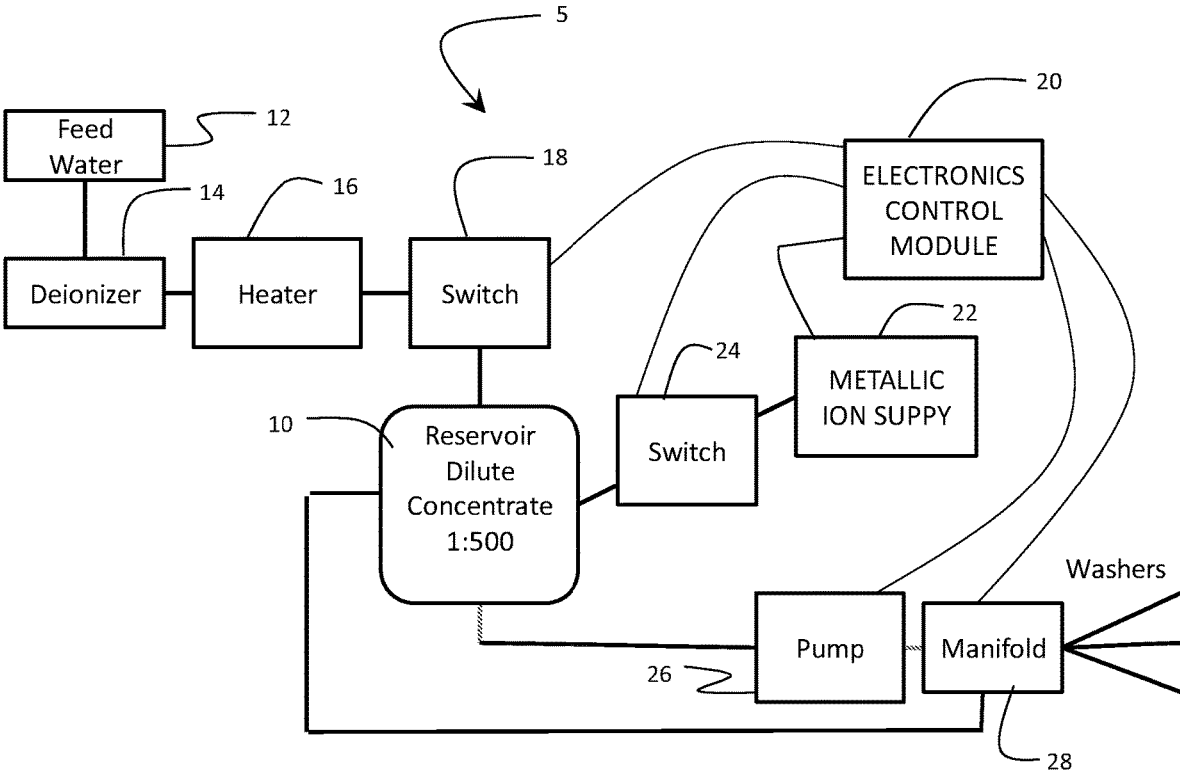 5
20
Feed
Water
12
18
14
16
ELECTRONICS
CONTROL
MODULE
Deionizer
Heater
Switch
22
24
METALLIC
ION SUPPY
10
Reservoir
Dilute
Concentrate
1:500
Switch
Washers
Pump
Manifold
26
28